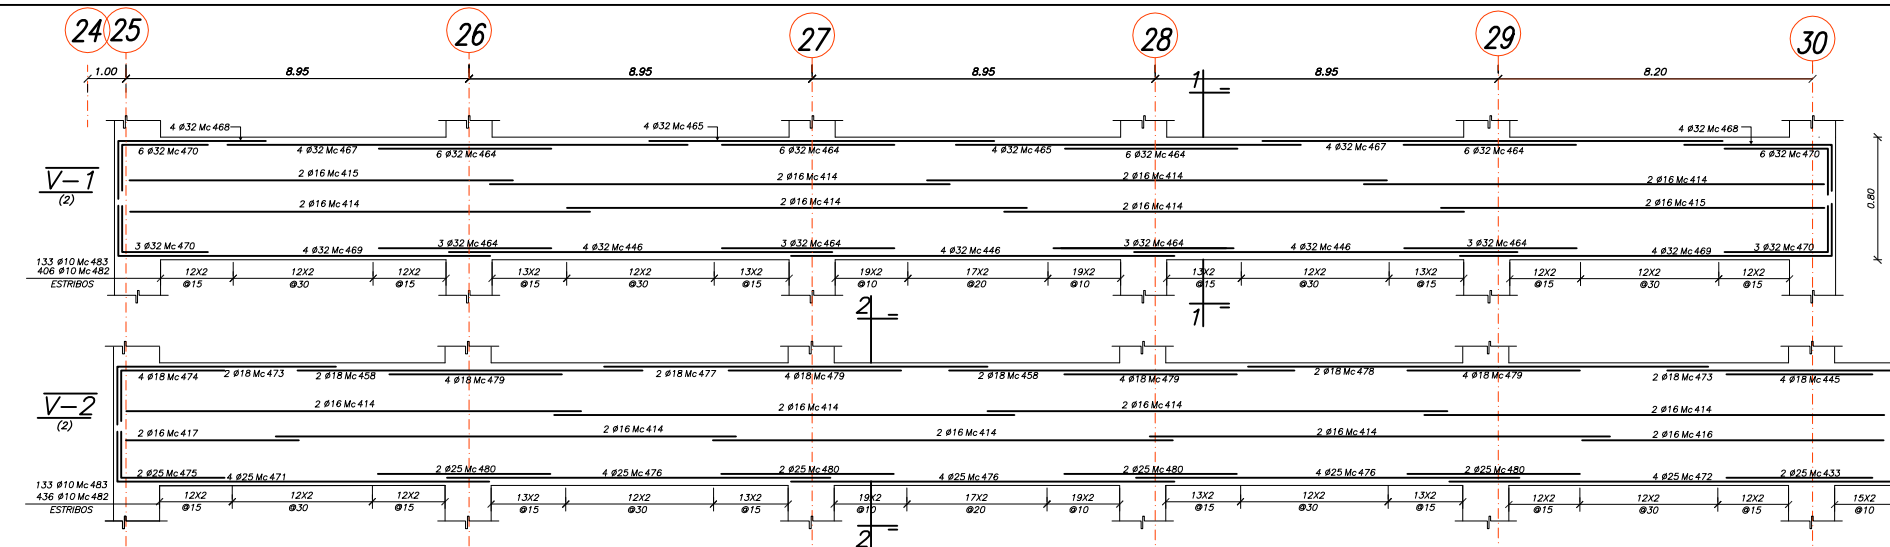 24 25 26 27 28 29 30
1.00 8.95 8.95 8.95 8.95 8.20
1 1
4 Ø32 Mc 468 4 Ø32 Mc 465 4 Ø32 Mc 468
6 Ø32 Mc 470 4 Ø32 Mc 467 6 Ø32 Mc 464 6 Ø32 Mc 464 4 Ø32 Mc 465 6 Ø32 Mc 464 4 Ø32 Mc 467 6 Ø32 Mc 464 6 Ø32 Mc 470
V-1
(2)
2 Ø16 Mc 415 2 Ø16 Mc 414 2 Ø16 Mc 414 2 Ø16 Mc 414
0.80
2 Ø16 Mc 414 2 Ø16 Mc 414 2 Ø16 Mc 414 2 Ø16 Mc 415
3 Ø32 Mc 470 4 Ø32 Mc 469 3 Ø32 Mc 464 4 Ø32 Mc 446 3 Ø32 Mc 464 4 Ø32 Mc 446 3 Ø32 Mc 464 4 Ø32 Mc 446 3 Ø32 Mc 464 4 Ø32 Mc 469 3 Ø32 Mc 470
133 Ø10 Mc 483
406 Ø10 Mc 482
ESTRIBOS
12X2 12X2 12X2 13X2 12X2 13X2 19X2 17X2 19X2 13X2 12X2 13X2 12X2 12X2 12X2
@15 @30 @15 @15 @30 @15 @10 @20 @10 @15 @30 @15 @15 @30 @15
2 2
4 Ø18 Mc 474 2 Ø18 Mc 473 2 Ø18 Mc 458 4 Ø18 Mc 479 2 Ø18 Mc 477 4 Ø18 Mc 479 2 Ø18 Mc 458 4 Ø18 Mc 479 2 Ø18 Mc 478 4 Ø18 Mc 479 2 Ø18 Mc 473 4 Ø18 Mc 445
V-2
(2)
2 Ø16 Mc 414 2 Ø16 Mc 414 2 Ø16 Mc 414 2 Ø16 Mc 414
2 Ø16 Mc 417 2 Ø16 Mc 414 2 Ø16 Mc 414 2 Ø16 Mc 414 2 Ø16 Mc 416
2 Ø25 Mc 475 4 Ø25 Mc 471 2 Ø25 Mc 480 4 Ø25 Mc 476 2 Ø25 Mc 480 4 Ø25 Mc 476 2 Ø25 Mc 480 4 Ø25 Mc 476 2 Ø25 Mc 480 4 Ø25 Mc 472 2 Ø25 Mc 433
133 Ø10 Mc 483
436 Ø10 Mc 482
ESTRIBOS
12X2 12X2 12X2 13X2 12X2 13X2 19X2 17X2 19X2 13X2 12X2 13X2 12X2 12X2 12X2 15X2
@15 @30 @15 @15 @30 @15 @10 @20 @10 @15 @30 @15 @15 @30 @15 @10